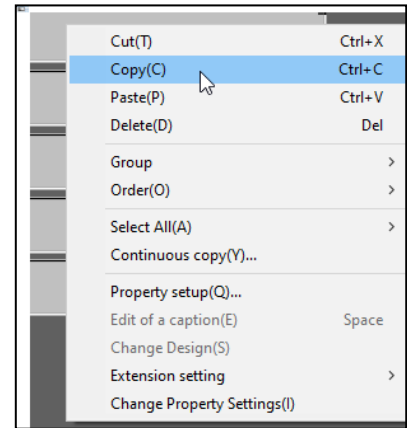 Cut(T) Ctrl+X
Copy(C) Ctrl+C
Paste(P) Ctrl+V
Delete(D) Del
Group >
Order(O) >
Select All(A) >
Continuous copy(Y)...
Property setup(Q)...
Edit of a caption(E) Space
Change Design(S)
Extension setting >
Change Property Settings(I)